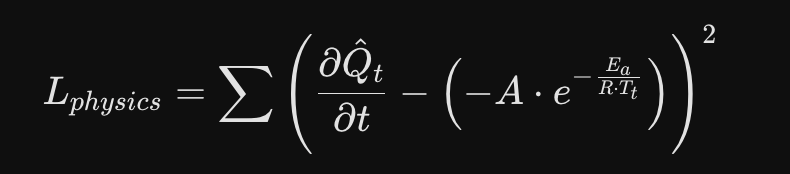 L_{physics} = \sum \left( \frac{\partial \hat{Q}_t}{\partial t} - \left( -A \cdot e^{-\frac{E_a}{R \cdot T_t}} \right) \right)^2